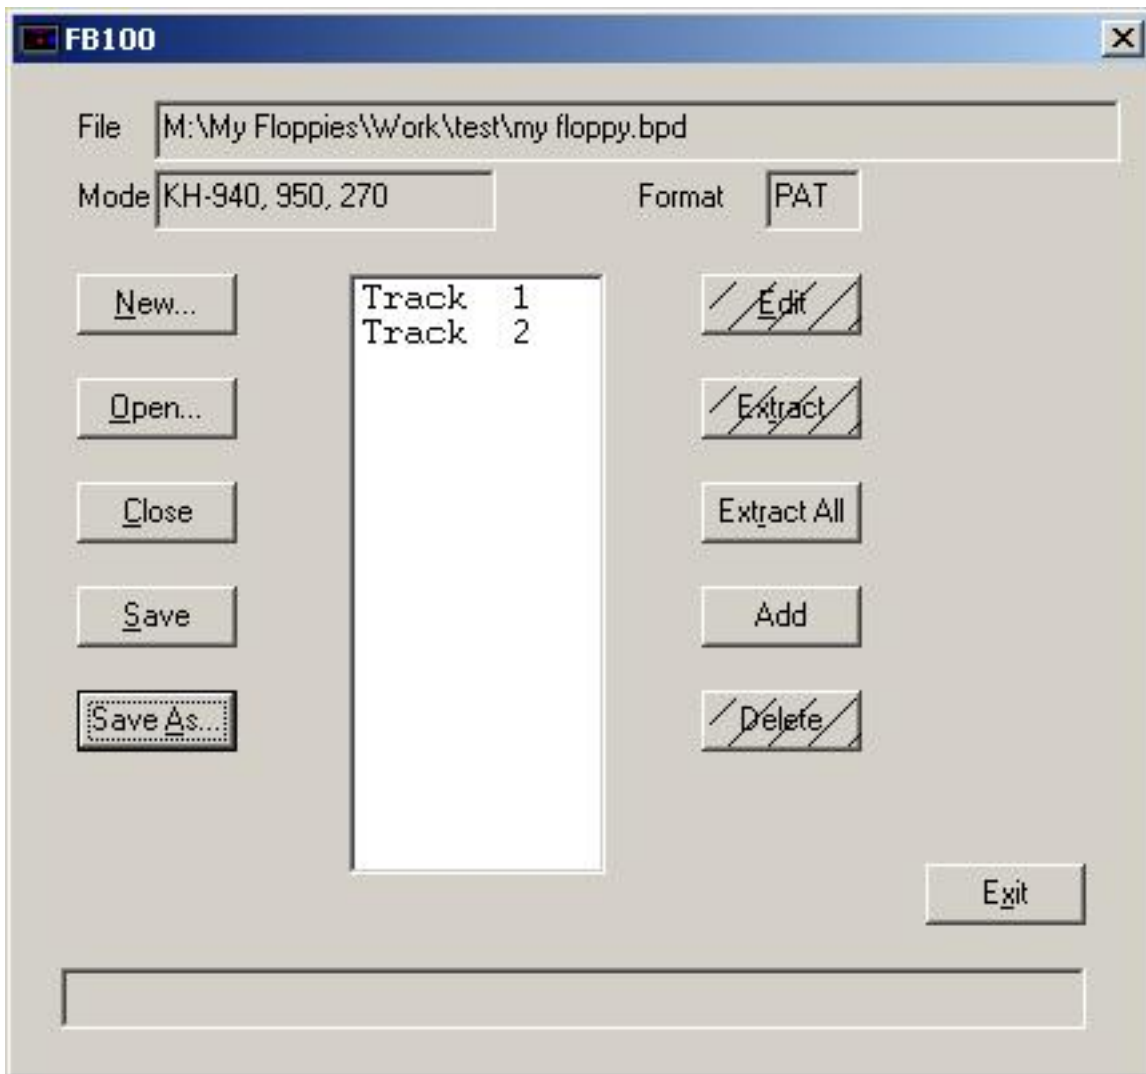 FB100
File M:\My Floppies\Work\test\my floppy.bpd
Mode KH-940, 950, 270 Format PAT
New... Track 1 Edit
Track 2
Open... Extract
Close Extract All
Save Add
Save As... Delete
Exit